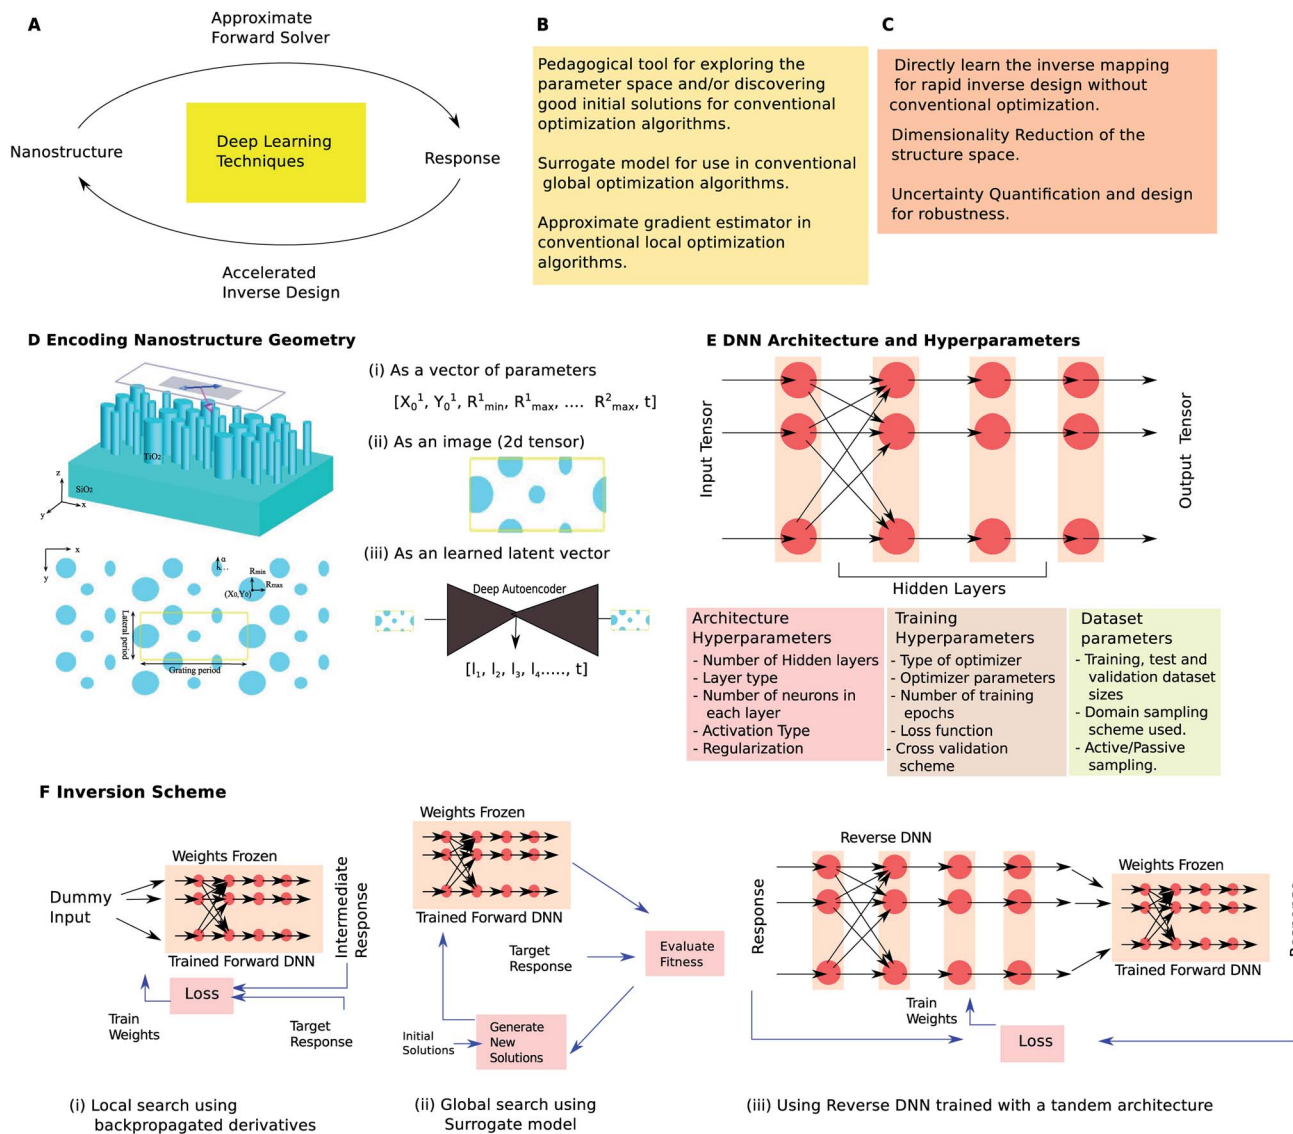 A
Approximate
Forward Solver
Nanostructure
Deep Learning
Techniques
Response
Accelerated
Inverse Design
B
Pedagogical tool for exploring the
parameter space and/or discovering
good initial solutions for conventional
optimization algorithms.
Surrogate model for use in conventional
global optimization algorithms.
Approximate gradient estimator in
conventional local optimization
algorithms.
C
Directly learn the inverse mapping
for rapid inverse design without
conventional optimization.
Dimensionality Reduction of the
structure space.
Uncertainty Quantification and design
for robustness.
D Encoding Nanostructure Geometry
TiO2
SiO2
z
x
y
x
y
α
Rmin
Rmax
(X0,Y0)
Lateral period
Grating period
(i) As a vector of parameters
[X₀¹, Y₀¹, R¹min, R¹max, .... R²max, t]
(ii) As an image (2d tensor)
(iii) As an learned latent vector
Deep Autoencoder
[l₁, l₂, l₃, l₄....., t]
E DNN Architecture and Hyperparameters
Input Tensor
Output Tensor
Hidden Layers
Architecture
Hyperparameters
- Number of Hidden layers
- Layer type
- Number of neurons in
each layer
- Activation Type
- Regularization
Training
Hyperparameters
- Type of optimizer
- Optimizer parameters
- Number of training
epochs
- Loss function
- Cross validation
scheme
Dataset
parameters
- Training, test and
validation dataset
sizes
- Domain sampling
scheme used.
- Active/Passive
sampling.
F Inversion Scheme
Weights Frozen
Dummy
Input
Trained Forward DNN
Intermediate
Response
Loss
Train
Weights
Target
Response
(i) Local search using
backpropagated derivatives
Weights Frozen
Trained Forward DNN
Target
Response
Evaluate
Fitness
Initial
Solutions
Generate
New
Solutions
(ii) Global search using
Surrogate model
Reverse DNN
Response
Weights Frozen
Trained Forward DNN
Train
Weights
Loss
(iii) Using Reverse DNN trained with a tandem architecture